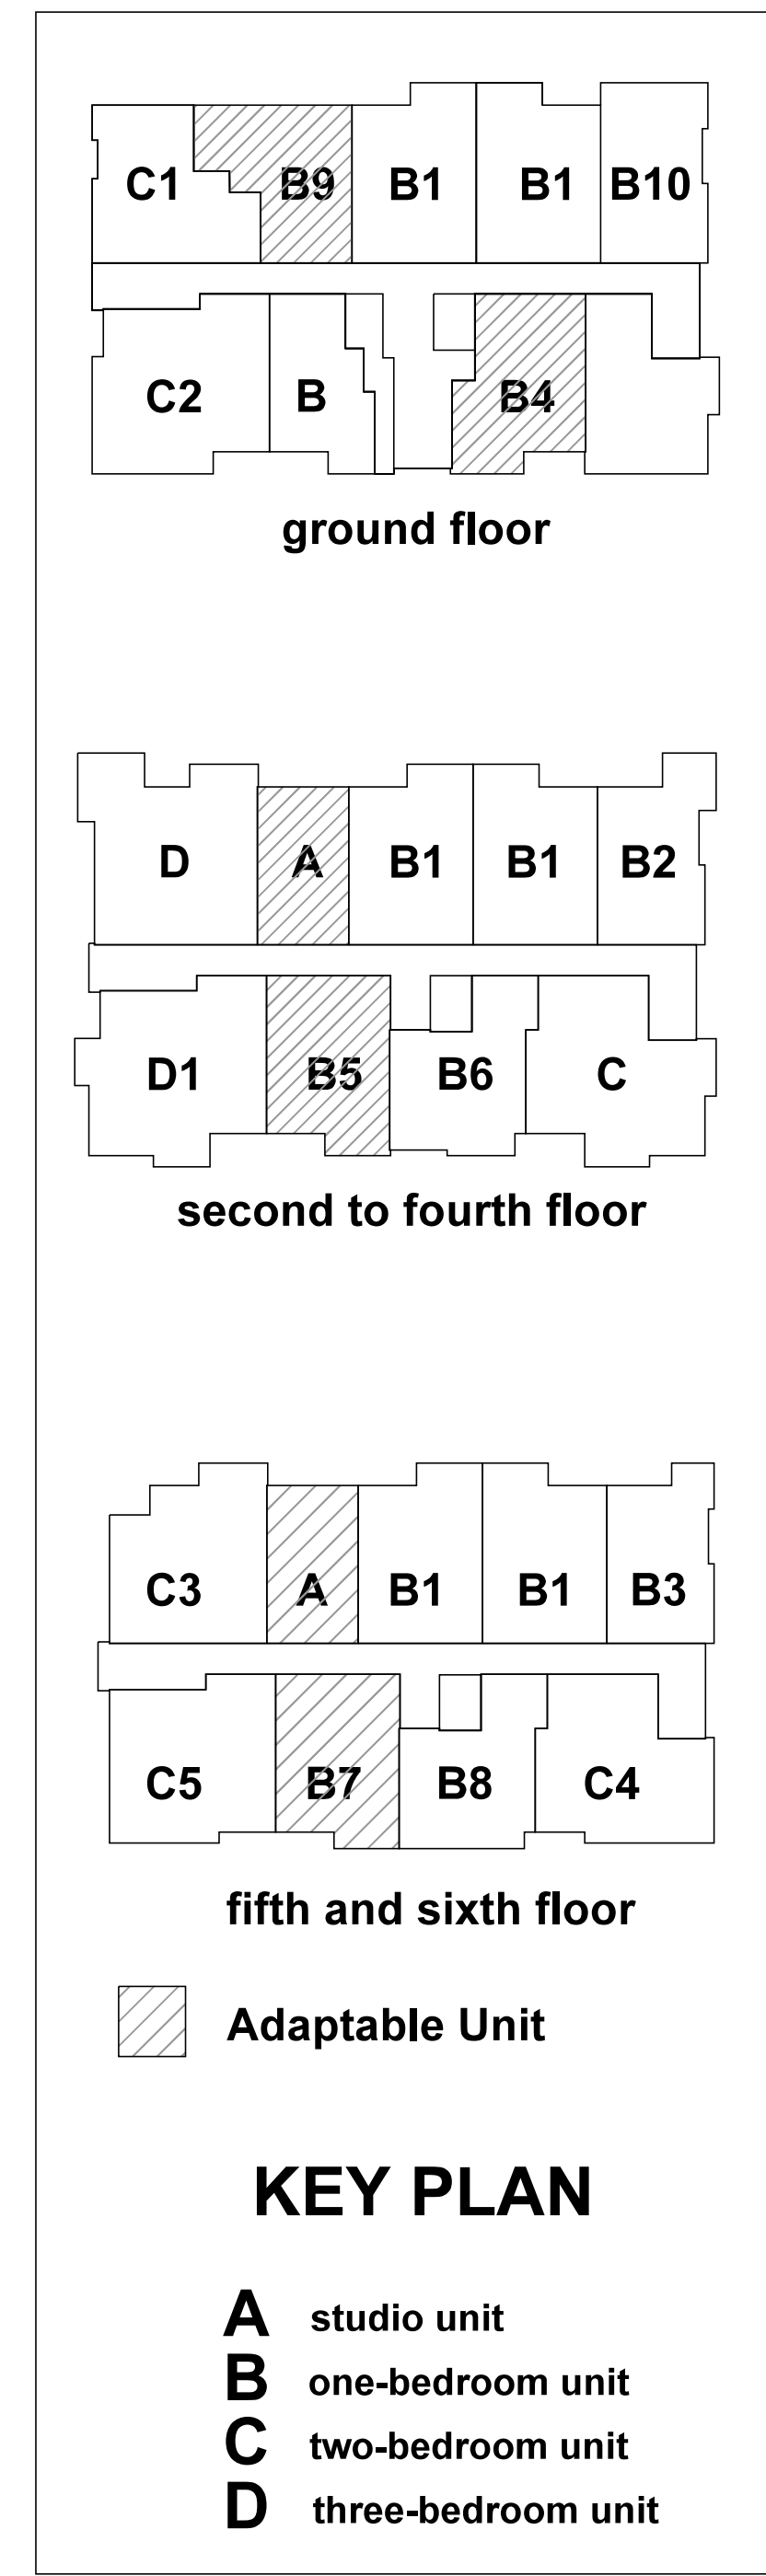 C1 B9 B1 B1 B10
C2 B B4
ground floor
D A B1 B1 B2
D1 B5 B6 C
second to fourth floor
C3 A B1 B1 B3
C5 B7 B8 C4
fifth and sixth floor
Adaptable Unit
KEY PLAN
A studio unit
B one-bedroom unit
C two-bedroom unit
D three-bedroom unit